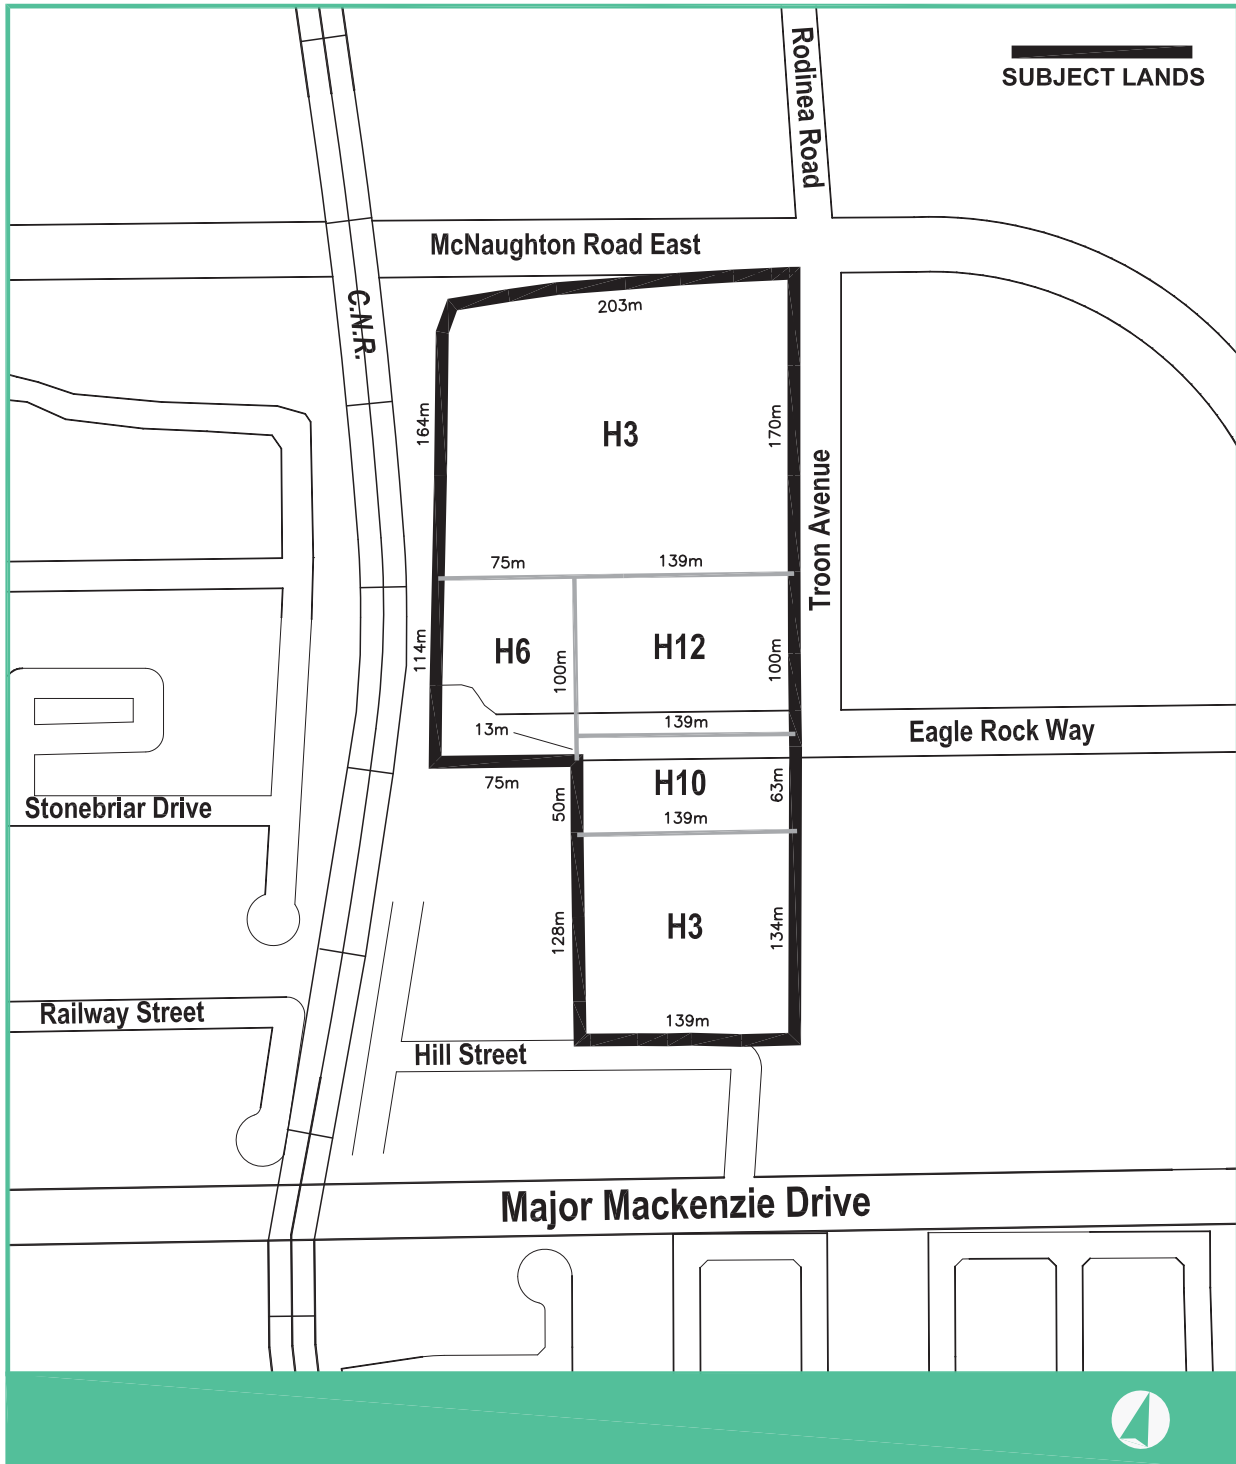 Rodinea Road
SUBJECT LANDS
McNaughton Road East
C.N.R.
203m
164m
H3
170m
Troon Avenue
75m
139m
114m
H6
100m
H12
100m
13m
139m
Eagle Rock Way
75m
50m
H10
63m
139m
Stonebriar Drive
128m
H3
134m
Railway Street
139m
Hill Street
Major Mackenzie Drive